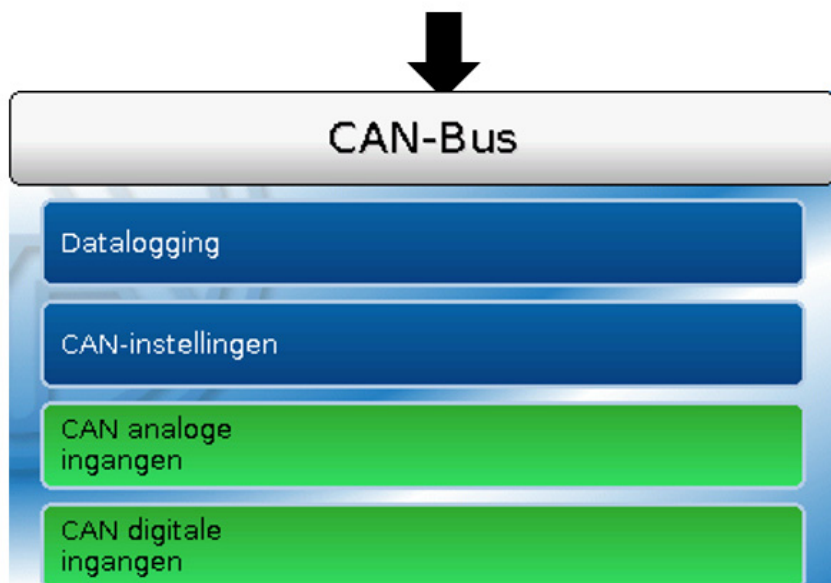 CAN-Bus
Datalogging
CAN-instellingen
CAN analoge
ingangen
CAN digitale
ingangen